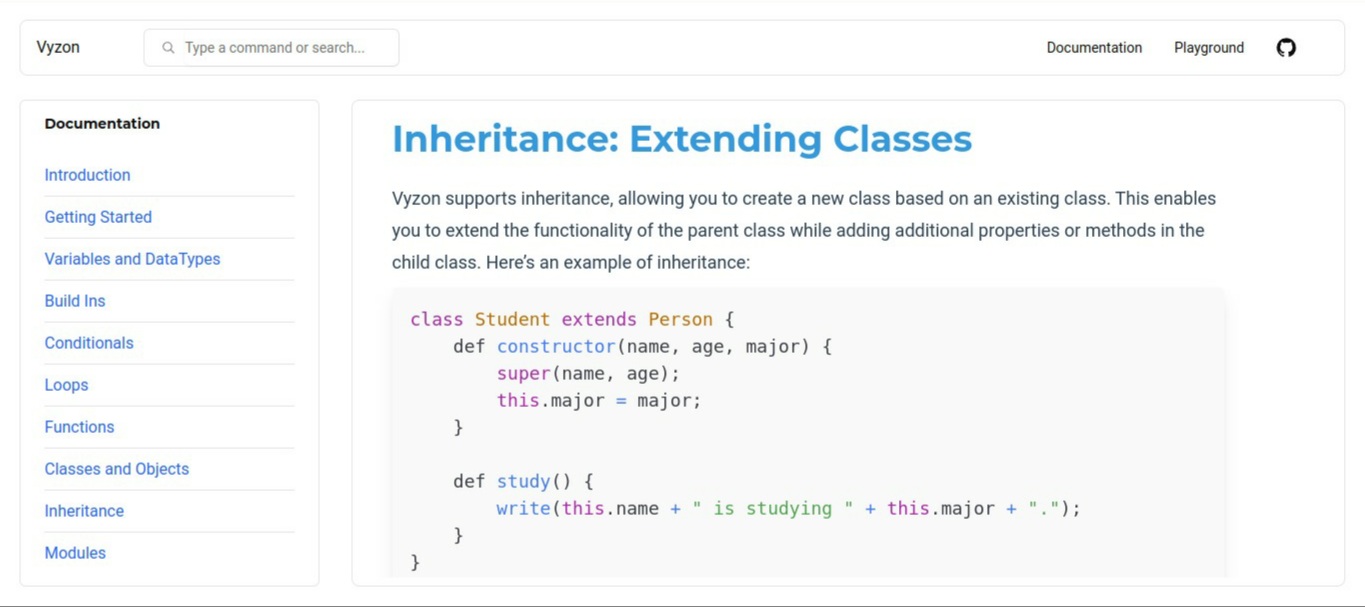 Vyzon
Type a command or search...
Documentation
Playground
Documentation
Introduction
Getting Started
Variables and DataTypes
Build Ins
Conditionals
Loops
Functions
Classes and Objects
Inheritance
Modules
Inheritance: Extending Classes
Vyzon supports inheritance, allowing you to create a new class based on an existing class. This enables
you to extend the functionality of the parent class while adding additional properties or methods in the
child class. Here’s an example of inheritance:
class Student extends Person {
    def constructor(name, age, major) {
        super(name, age);
        this.major = major;
    }

    def study() {
        write(this.name + " is studying " + this.major + ".");
    }
}